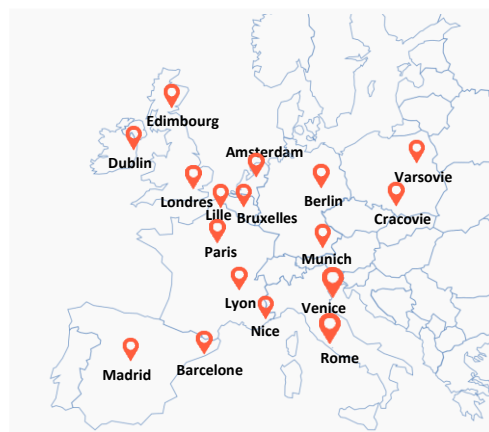 Edimbourg
Dublin
Amsterdam
Varsovie
Londres
Berlin
Lille
Bruxelles
Cracovie
Paris
Munich
Lyon
Venice
Nice
Rome
Barcelone
Madrid